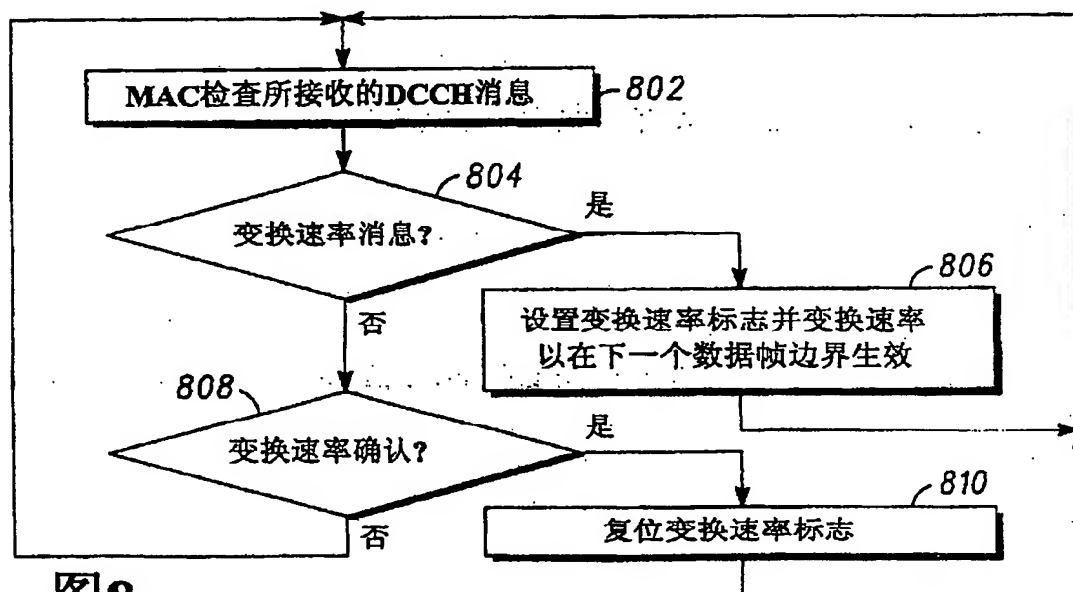 MAC检查所接收的DCCH消息
802
804
变换速率消息?
是
806
设置变换速率标志并变换速率
以在下一个数据帧边界生效
否
808
变换速率确认?
是
810
复位变换速率标志
否